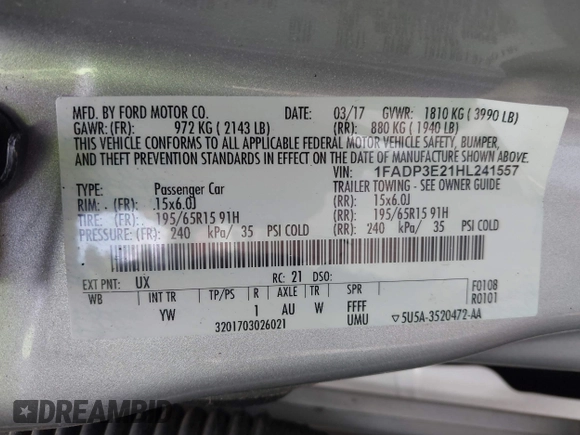 MFD. BY FORD MOTOR CO. DATE: 03/17 GVWR: 1810 KG ( 3990 LB)
GAWR: (FR): 972 KG ( 2143 LB) (RR): 880 KG ( 1940 LB)
THIS VEHICLE CONFORMS TO ALL APPLICABLE FEDERAL MOTOR VEHICLE SAFETY, BUMPER,
AND THEFT PREVENTION STANDARDS IN EFFECT ON THE DATE OF MANUFACTURE SHOWN ABOVE.
VIN: 1FADP3E21HL241557
TYPE: Passenger Car TRAILER TOWING - SEE OWNER GUIDE
RIM: (FR): 15x6.0J (RR): 15x6.0J
TIRE: (FR): 195/65R15 91H (RR): 195/65R15 91H
PRESSURE: (FR): 240 kPa/ 35 PSI COLD (RR): 240 kPa/ 35 PSI COLD
EXT PNT: UX RC: 21 DSO: F0108
WB INT TR TP/PS R AXLE TR SPR R0101
YW 1 AU W FFFF
3201703026021 UMU ▽5U5A-3520472-AA
DREAMBID